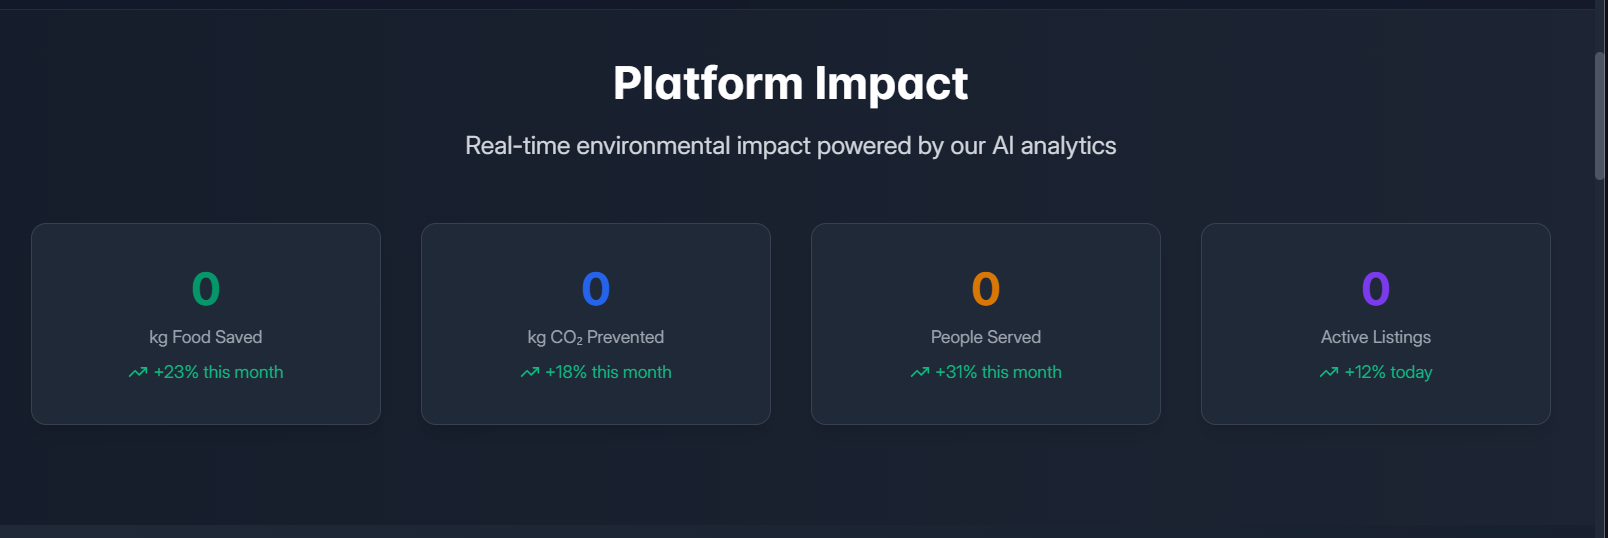 Platform Impact
Real-time environmental impact powered by our AI analytics
0
kg Food Saved
+23% this month
0
kg CO₂ Prevented
+18% this month
0
People Served
+31% this month
0
Active Listings
+12% today